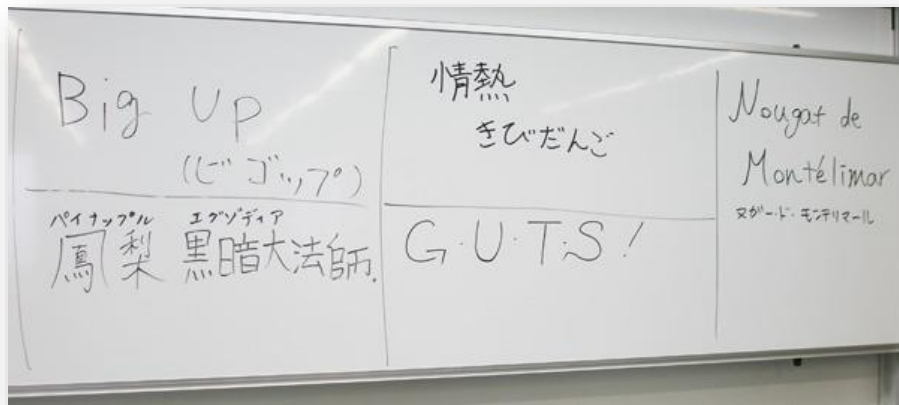 Big Up
(ビゴップ)
パイナップル エグゾディア
鳳梨 黒暗大法師.
情熱
きびだんご
G.U.T.S!
Nougat de
Montélimar
ヌガー・ド・モンテリマール